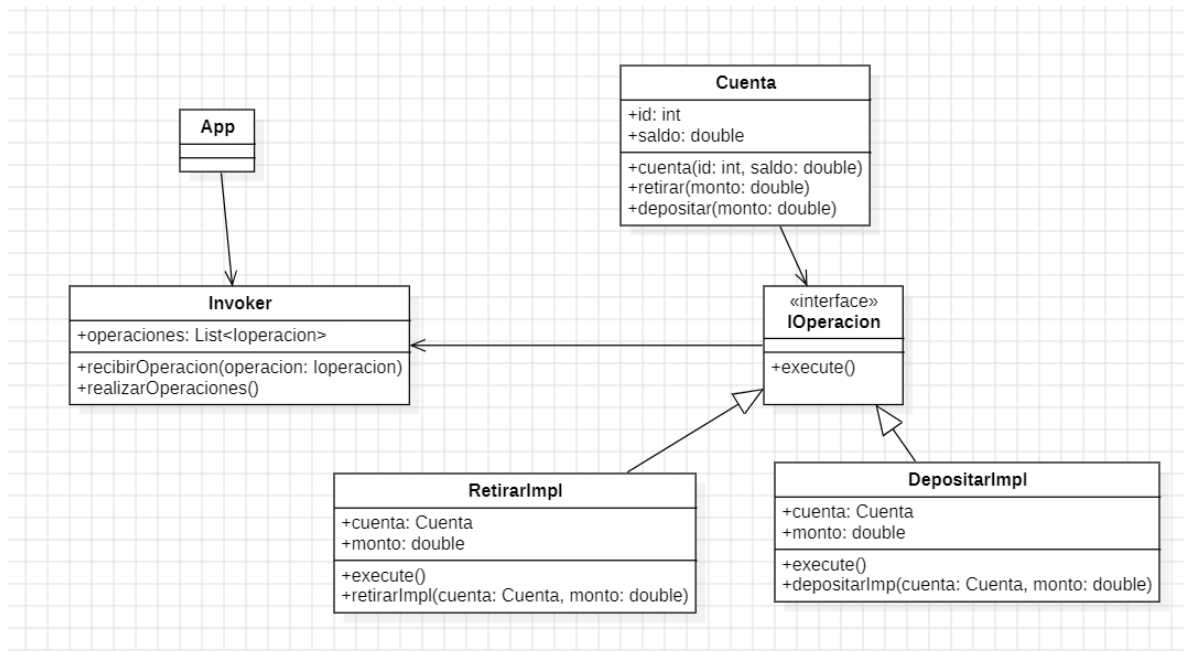 App
Cuenta
+id: int
+saldo: double
+cuenta(id: int, saldo: double)
+retirar(monto: double)
+depositar(monto: double)
Invoker
+operaciones: List<Ioperacion>
+recibirOperacion(operacion: Ioperacion)
+realizarOperaciones()
«interface»
IOperacion
+execute()
RetirarImpl
+cuenta: Cuenta
+monto: double
+execute()
+retirarImpl(cuenta: Cuenta, monto: double)
DepositarImpl
+cuenta: Cuenta
+monto: double
+execute()
+depositarImp(cuenta: Cuenta, monto: double)